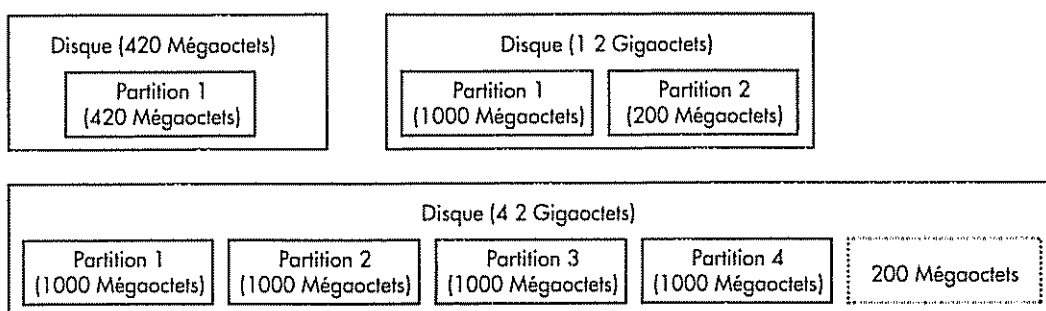 Disque (420 Mégaoctets)
Partition 1
(420 Mégaoctets)
Disque (1 2 Gigaoctets)
Partition 1
(1000 Mégaoctets)
Partition 2
(200 Mégaoctets)
Disque (4 2 Gigaoctets)
Partition 1
(1000 Mégaoctets)
Partition 2
(1000 Mégaoctets)
Partition 3
(1000 Mégaoctets)
Partition 4
(1000 Mégaoctets)
200 Mégaoctets